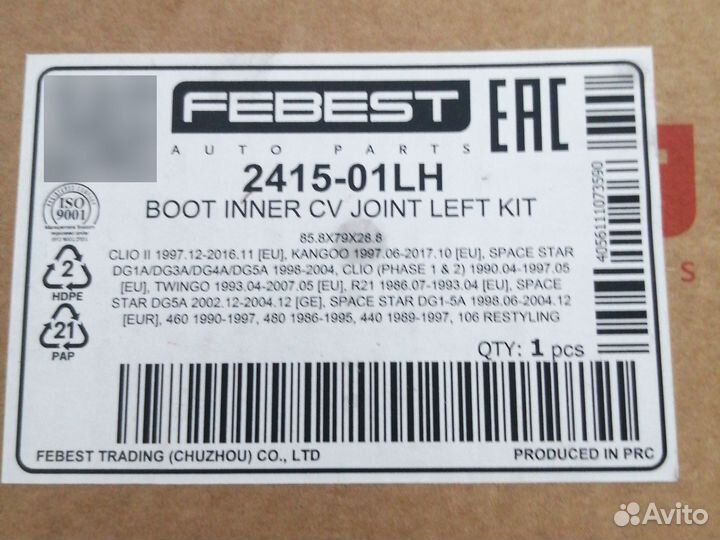 FEBEST
AUTO PARTS
EAC
2415-01LH
BOOT INNER CV JOINT LEFT KIT
85.8X79X28.8
CLIO II 1997.12-2016.11 [EU], KANGOO 1997.06-2017.10 [EU], SPACE STAR
DG1A/DG3A/DG4A/DG5A 1998-2004, CLIO (PHASE 1 & 2) 1990.04-1997.05
[EU], TWINGO 1993.04-2007.05 [EU], R21 1986.07-1993.04 [EU], SPACE
STAR DG5A 2002.12-2004.12 [GE], SPACE STAR DG1-5A 1998.06-2004.12
[EUR], 460 1990-1997, 480 1986-1995, 440 1989-1997, 106 RESTYLING
QTY: 1 pcs
ISO
9001
2
HDPE
21
PAP
4056111073590
FEBEST TRADING (CHUZHOU) CO., LTD
PRODUCED IN PRC
S
Avito